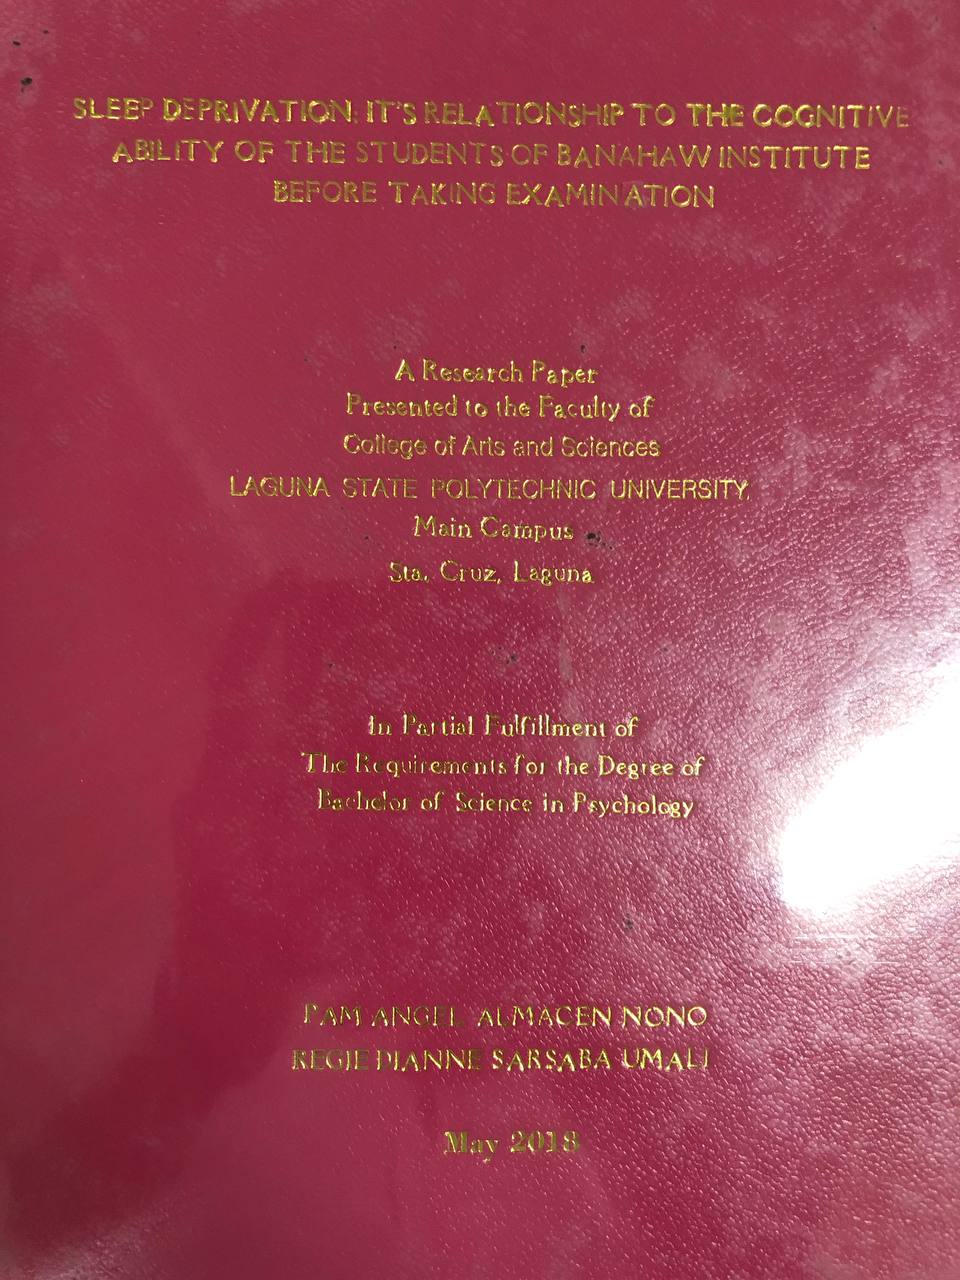 SLEEP DEPRIVATION: IT'S RELATIONSHIP TO THE COGNITIVE
ABILITY OF THE STUDENTS OF BANAHAW INSTITUTE
BEFORE TAKING EXAMINATION
A Research Paper
Presented to the Faculty of
College of Arts and Sciences
LAGUNA STATE POLYTECHNIC UNIVERSITY
Main Campus
Sta. Cruz, Laguna
In Partial Fulfillment of
The Requirements for the Degree of
Bachelor of Science in Psychology
PAM ANGEL ALMACEN NONO
REGIE DIANNE SARSABA UMALI
May 2018